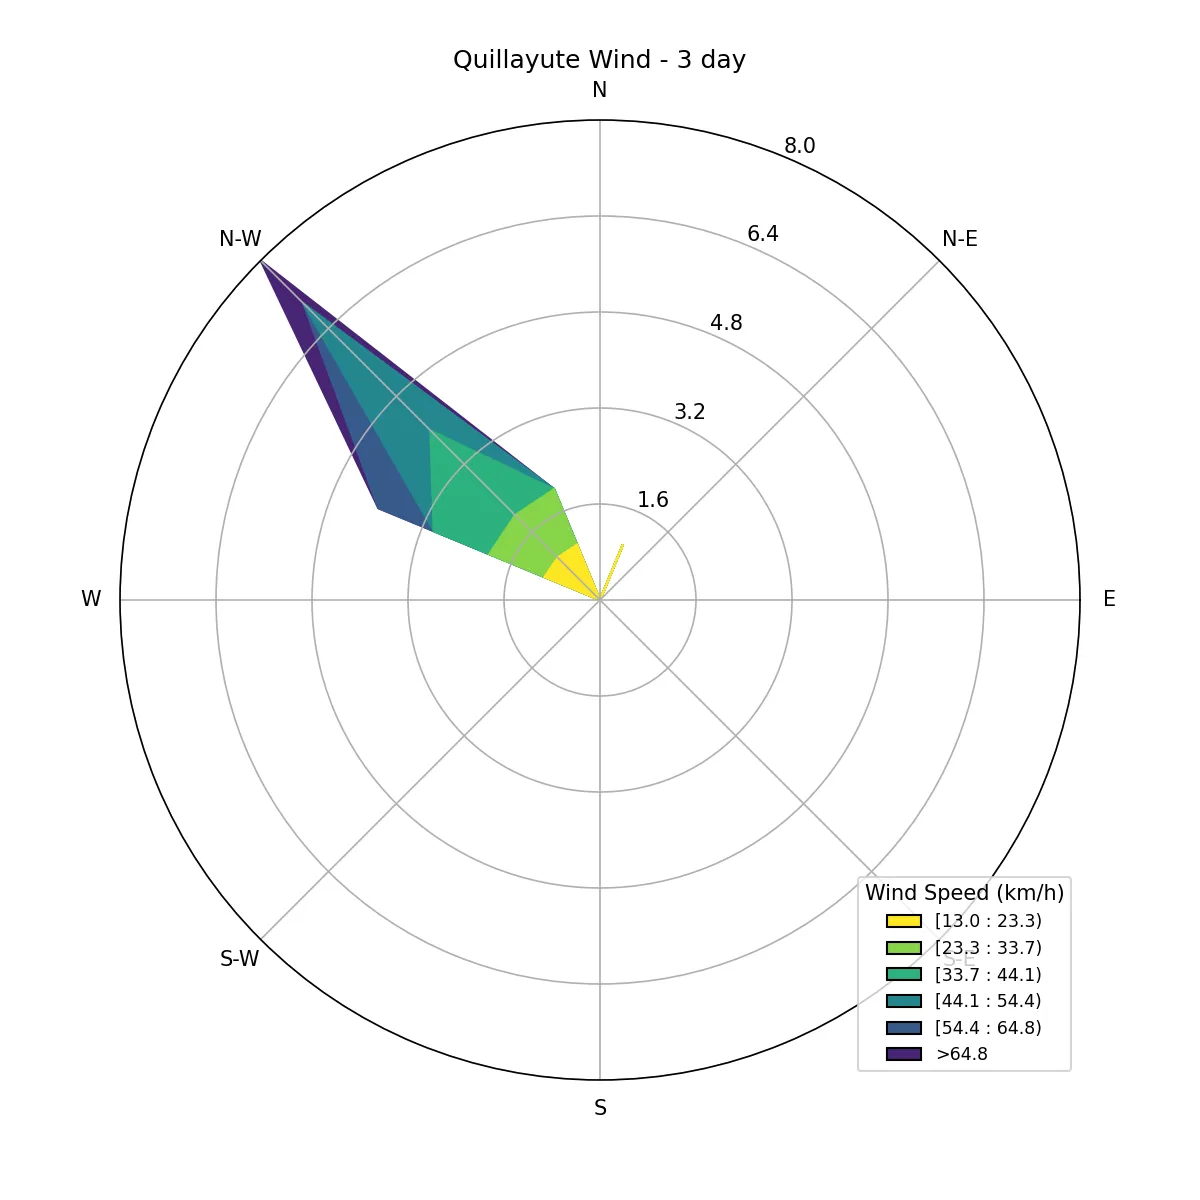 Quillayute Wind - 3 day
N
8.0
N-W
6.4
N-E
4.8
3.2
1.6
W
E
Wind Speed (km/h)
[13.0 : 23.3)
[23.3 : 33.7)
S-W
S-E
[33.7 : 44.1)
[44.1 : 54.4)
[54.4 : 64.8)
>64.8
S